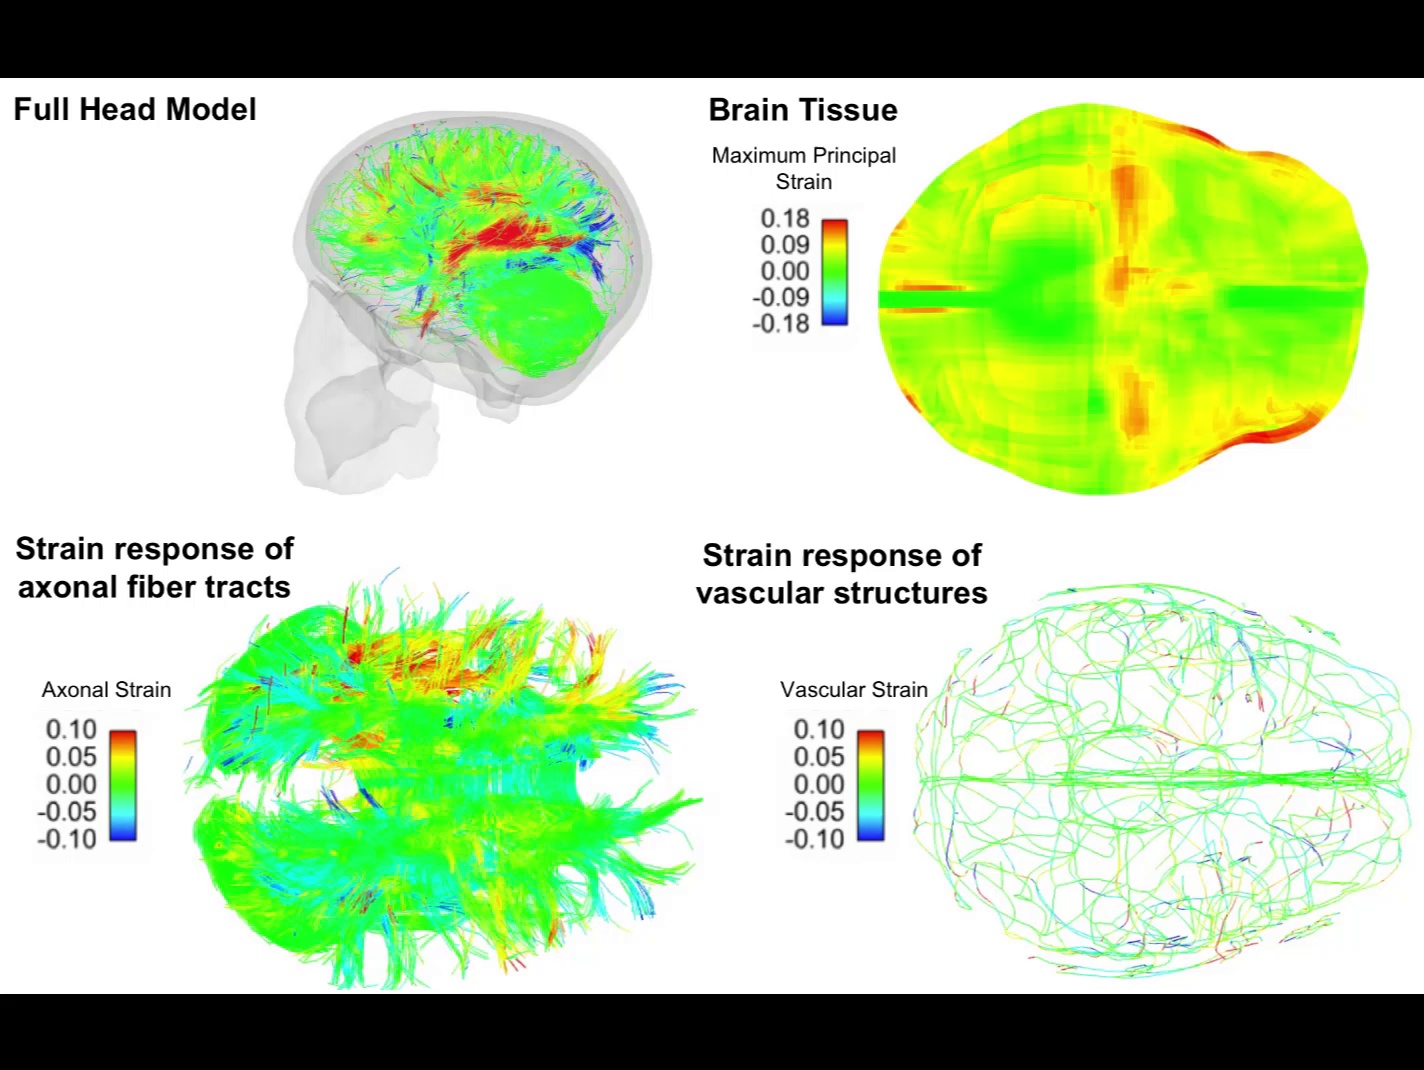 Full Head Model
Brain Tissue
Maximum Principal
Strain
0.18
0.09
0.00
-0.09
-0.18
Strain response of
axonal fiber tracts
Axonal Strain
0.10
0.05
0.00
-0.05
-0.10
Strain response of
vascular structures
Vascular Strain
0.10
0.05
0.00
-0.05
-0.10